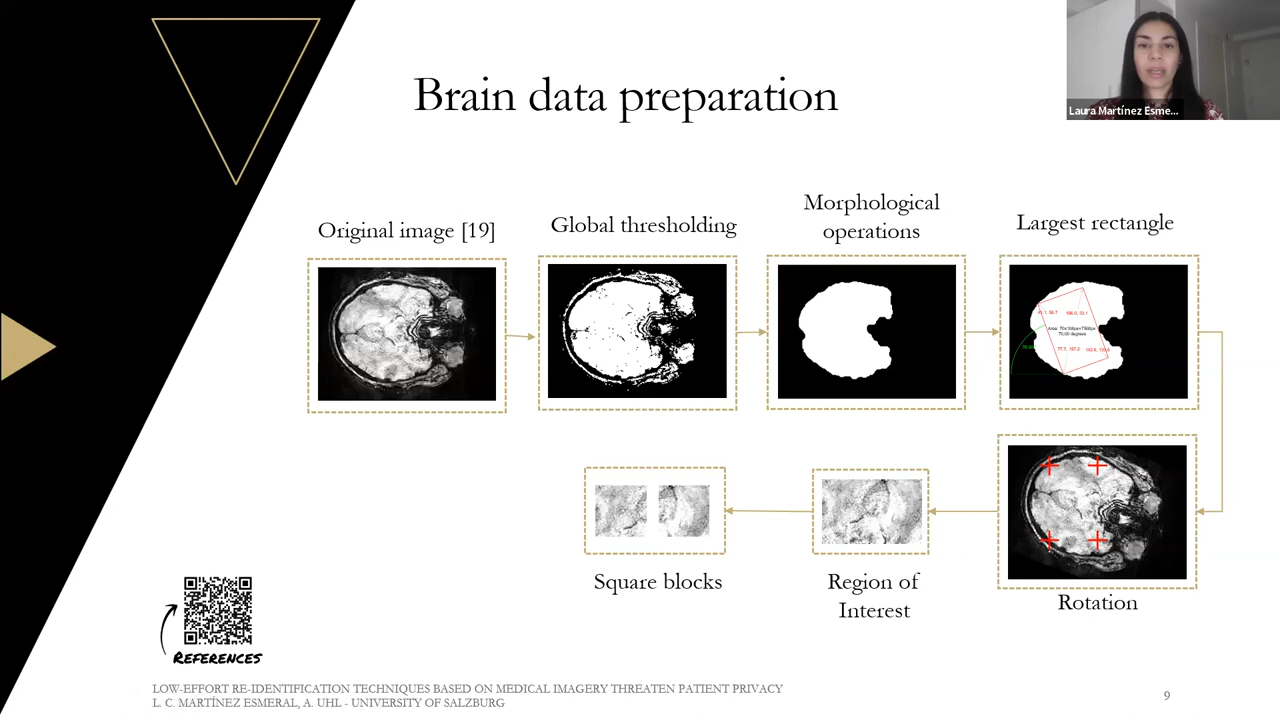 Brain data preparation
Laura Martínez Esme...
Original image [19]
Global thresholding
Morphological
operations
Largest rectangle
Square blocks
Region of
Interest
Rotation
REFERENCES
LOW-EFFORT RE-IDENTIFICATION TECHNIQUES BASED ON MEDICAL IMAGERY THREATEN PATIENT PRIVACY
L. C. MARTÍNEZ ESMERAL, A. UHL - UNIVERSITY OF SALZBURG
9